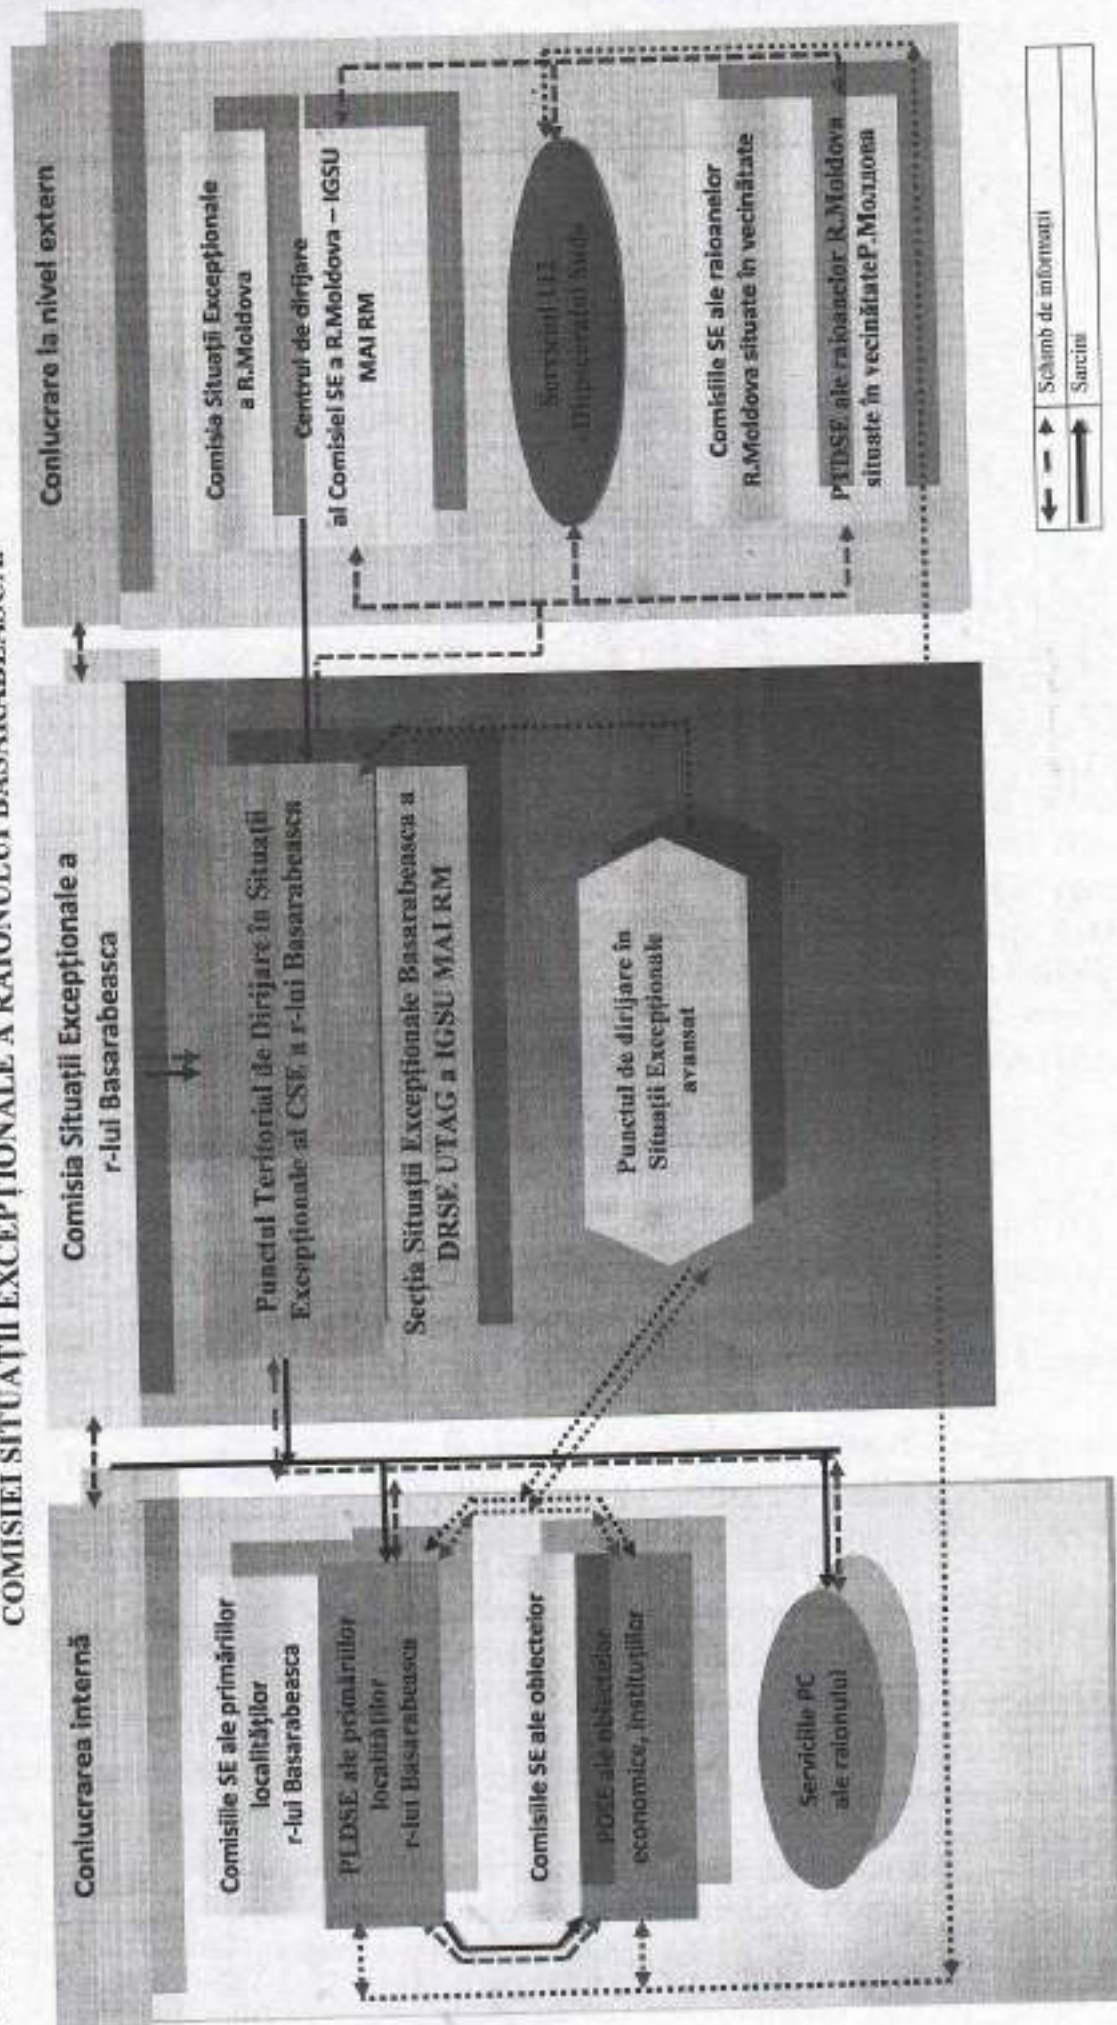 COMISIEI SITUAȚII EXCEPȚIONALE A RAIONULUI BASARABEASCA
Conlucrarea internă
Comisiile SE ale primăriilor
localităților
r-lui Basarabeasca
PLDSE ale primăriilor
localităților
r-lui Basarabeasca
Comisiile SE ale obiectelor
ale obiectelor
economice, instituțiilor
Serviciile PC
ale raionului
Comisia Situații Excepționale a
r-lui Basarabeasca
Punctul Teritorial de Dirijare în Situații
Excepționale al CSE a r-lui Basarabeasca
Secția Situații Excepționale Basarabeasca a
DRSE UTAG a IGSU MAI RM
Punctul de dirijare în
Situații Excepționale
avansat
Conlucrare la nivel extern
Comisia Situații Excepționale
a R.Moldova
Centrul de dirijare
al Comisiei SE a R.Moldova – IGSU
MAI RM
Serviciul 112
Comisiile SE ale raioanelor
R.Moldova situate în vecinătate
PTDSE ale raioanelor R.Moldova
situate în vecinătateР.Молдова
Schimb de informații
Sarcini